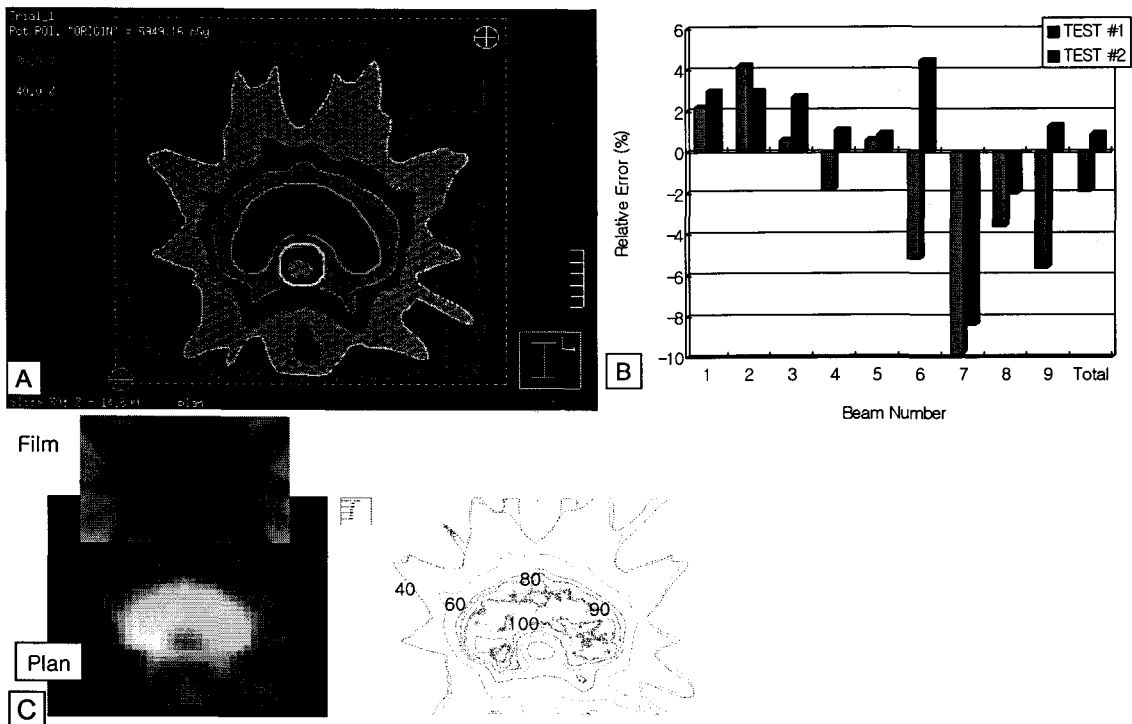 Trial_1
40.0 %
A
6
4
2
0
-2
-4
-6
-8
-10
Relative Error (%)
TEST #1
TEST #2
1 2 3 4 5 6 7 8 9 Total
Beam Number
B
Film
Plan
C
40
60
80
90
100